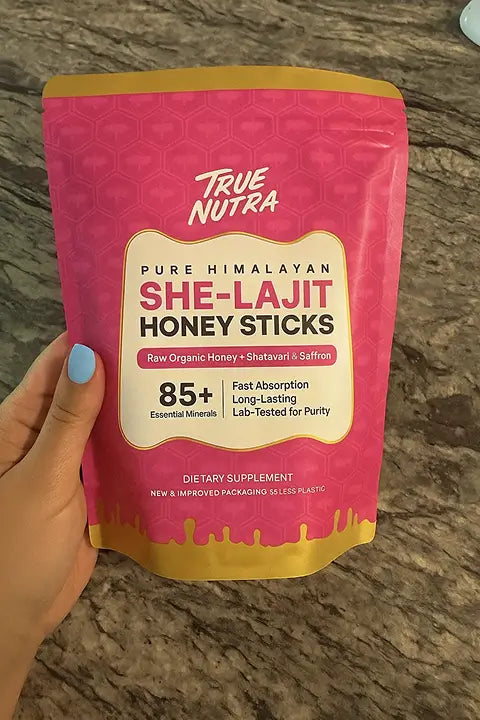 TRUE
NUTRA
PURE HIMALAYAN
SHE-LAJIT
HONEY STICKS
Raw Organic Honey + Shatavari & Saffron
85+
Essential Minerals
Fast Absorption
Long-Lasting
Lab-Tested for Purity
DIETARY SUPPLEMENT
NEW & IMPROVED PACKAGING 55 LESS PLASTIC